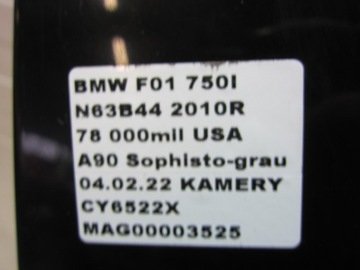 BMW F01 750I
N63B44 2010R
78 000mil USA
A90 Sophisto-grau
04.02.22 KAMERY
CY6522X
MAG00003525